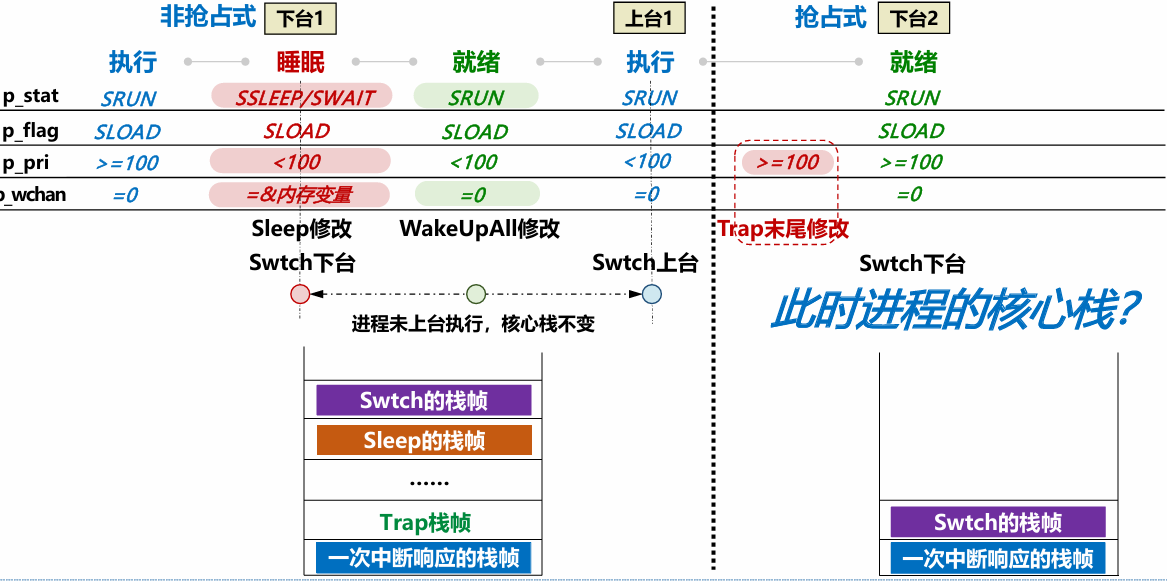 非抢占式 下台1 上台1 抢占式 下台2
执行 睡眠 就绪 执行 就绪
p_stat SRUN SSLEEP/SWAIT SRUN SRUN SRUN
p_flag SLOAD SLOAD SLOAD SLOAD SLOAD
p_pri >=100 <100 <100 <100 >=100 >=100
p_wchan =0 =&内存变量 =0 =0 =0
Sleep修改 WakeUpAll修改 Trap末尾修改
Swtch下台 Swtch上台 Swtch下台
此时进程的核心栈?
进程未上台执行，核心栈不变
Swtch的栈帧
Sleep的栈帧
......
Trap栈帧 Swtch的栈帧
一次中断响应的栈帧 一次中断响应的栈帧